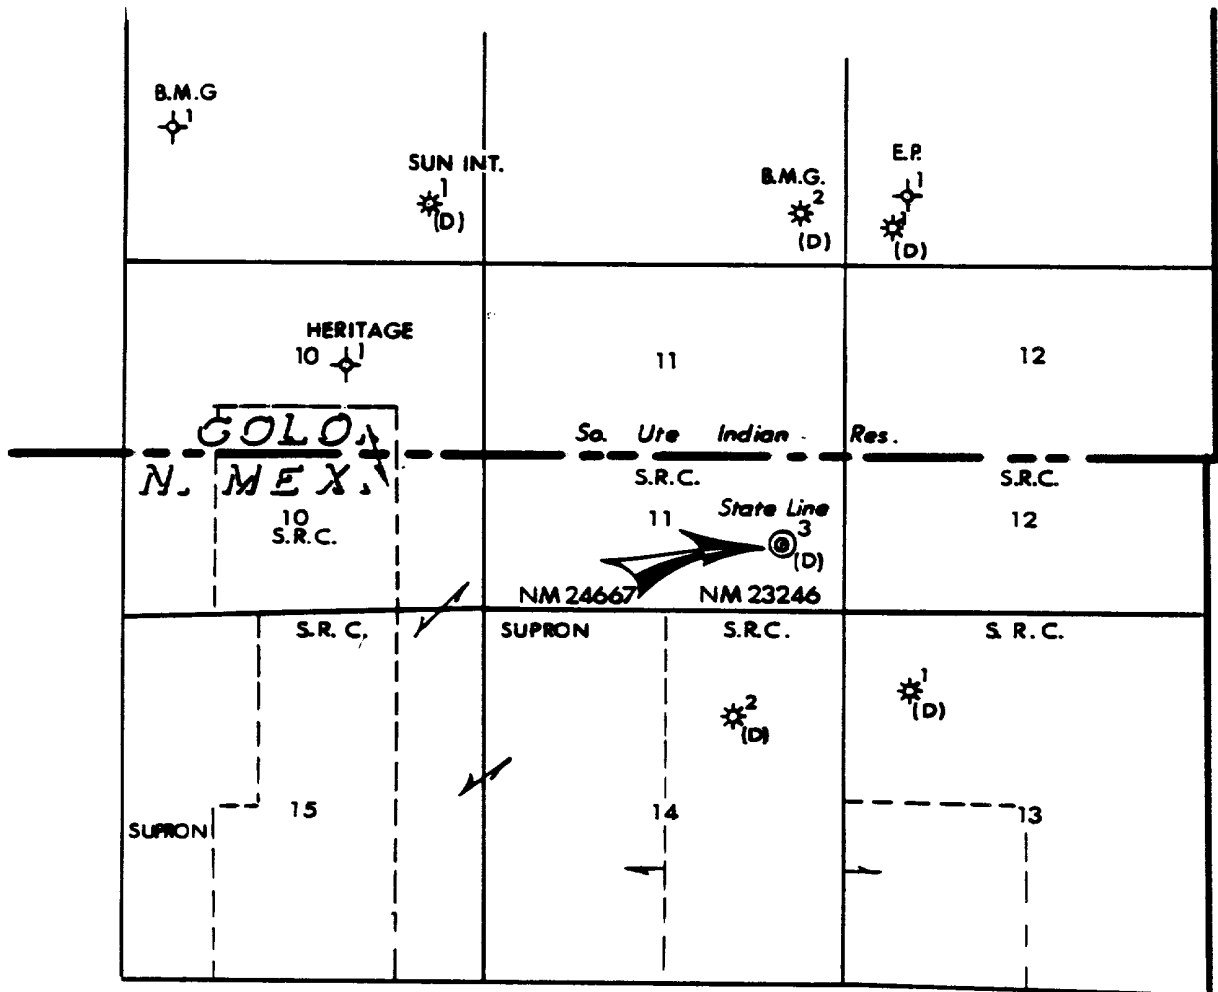 B.M.G
1
SUN INT.
1
(D)
B.M.G.
2
(D)
E.P.
1
1
(D)
HERITAGE
10 1
11
12
COLO.
So. Ute Indian Res.
N. MEX.
S.R.C.
S.R.C.
10
S.R.C.
11
State Line
3
(D)
12
NM 24667
NM 23246
S.R.C.
SUPRON
S.R.C.
S.R.C.
2
(D)
1
(D)
15
14
13
SUPRON